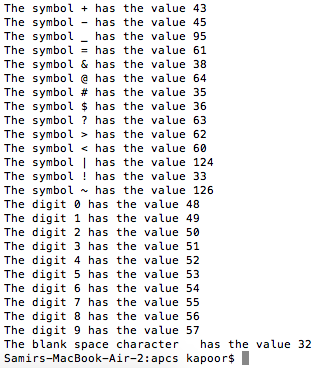 The symbol + has the value 43
The symbol - has the value 45
The symbol _ has the value 95
The symbol = has the value 61
The symbol & has the value 38
The symbol @ has the value 64
The symbol # has the value 35
The symbol $ has the value 36
The symbol ? has the value 63
The symbol > has the value 62
The symbol < has the value 60
The symbol | has the value 124
The symbol ! has the value 33
The symbol ~ has the value 126
The digit 0 has the value 48
The digit 1 has the value 49
The digit 2 has the value 50
The digit 3 has the value 51
The digit 4 has the value 52
The digit 5 has the value 53
The digit 6 has the value 54
The digit 7 has the value 55
The digit 8 has the value 56
The digit 9 has the value 57
The blank space character   has the value 32
Samirs-MacBook-Air-2:apcs kapoor$